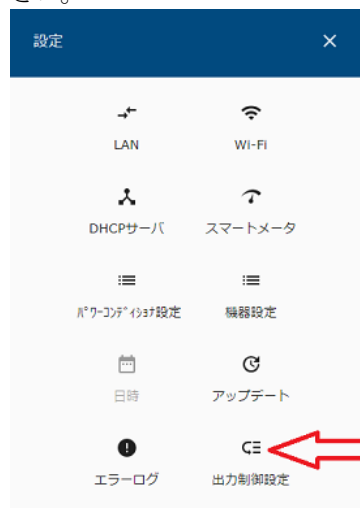 設定 ×
LAN Wi-Fi
DHCPサーバ スマートメータ
ﾊﾟﾜｰｺﾝﾃﾞｨｼｮﾅ設定 機器設定
日時 アップデート
エラーログ 出力制御設定